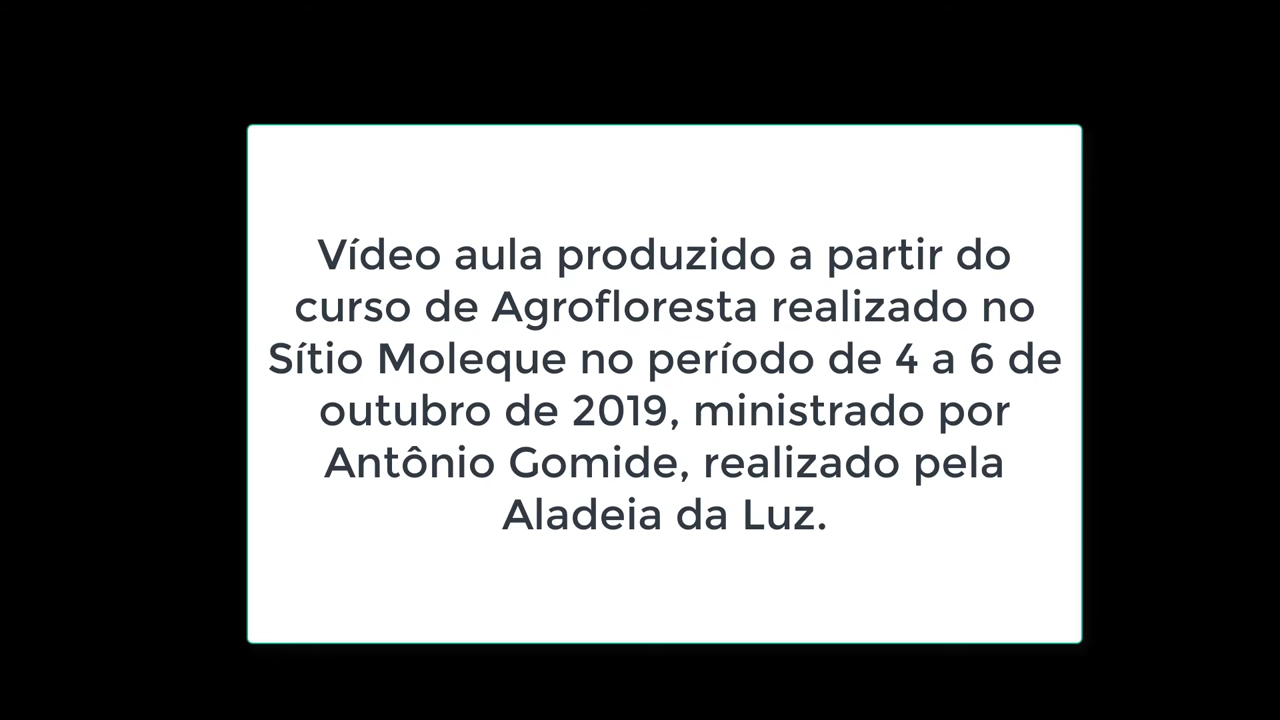 Vídeo aula produzido a partir do
curso de Agrofloresta realizado no
Sítio Moleque no período de 4 a 6 de
outubro de 2019, ministrado por
Antônio Gomide, realizado pela
Aladeia da Luz.